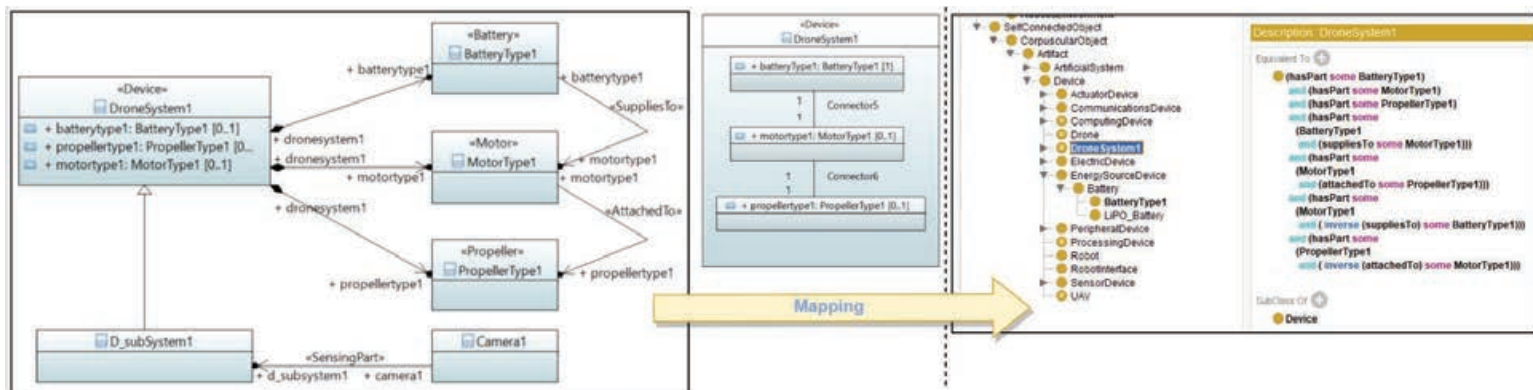 «Battery»
BatteryType1
+ batterytype1
+ batterytype1
«SuppliesTo»
«Device»
DroneSystem1
+ batterytype1: BatteryType1 [0..1]
+ propellertype1: PropellerType1 [0...
+ motortype1: MotorType1 [0..1]
+ dronesystem1
+ dronesystem1
+ motortype1
«Motor»
MotorType1
+ motortype1
+ motortype1
+ dronesystem1
«AttachedTo»
«Propeller»
PropellerType1
+ propellertype1
+ propellertype1
D_subSystem1
«SensingPart»
+ d_subsystem1
+ camera1
Camera1
«Device»
DroneSystem1
+ batteryType1: BatteryType1 [1]
1
Connector5
1
+ motortype1: MotorType1 [0..1]
1
Connector6
1
+ propellertype1: PropellerType1 [0..1]
Mapping
SelfConnectedObject
CorpuscularObject
Artifact
ArtificialSystem
Device
ActuatorDevice
CommunicationsDevice
ComputingDevice
Drone
DroneSystem1
ElectricDevice
EnergySourceDevice
Battery
BatteryType1
LiPO_Battery
PeripheralDevice
ProcessingDevice
Robot
RobotInterface
SensorDevice
UAV
Description: DroneSystem1
Equivalent To
(hasPart some BatteryType1)
and (hasPart some MotorType1)
and (hasPart some PropellerType1)
and (hasPart some
(BatteryType1
and (suppliesTo some MotorType1)))
and (hasPart some
(MotorType1
and (attachedTo some PropellerType1)))
and (hasPart some
(MotorType1
and ( inverse (suppliesTo) some BatteryType1)))
and (hasPart some
(PropellerType1
and ( inverse (attachedTo) some MotorType1)))
SubClass Of
Device